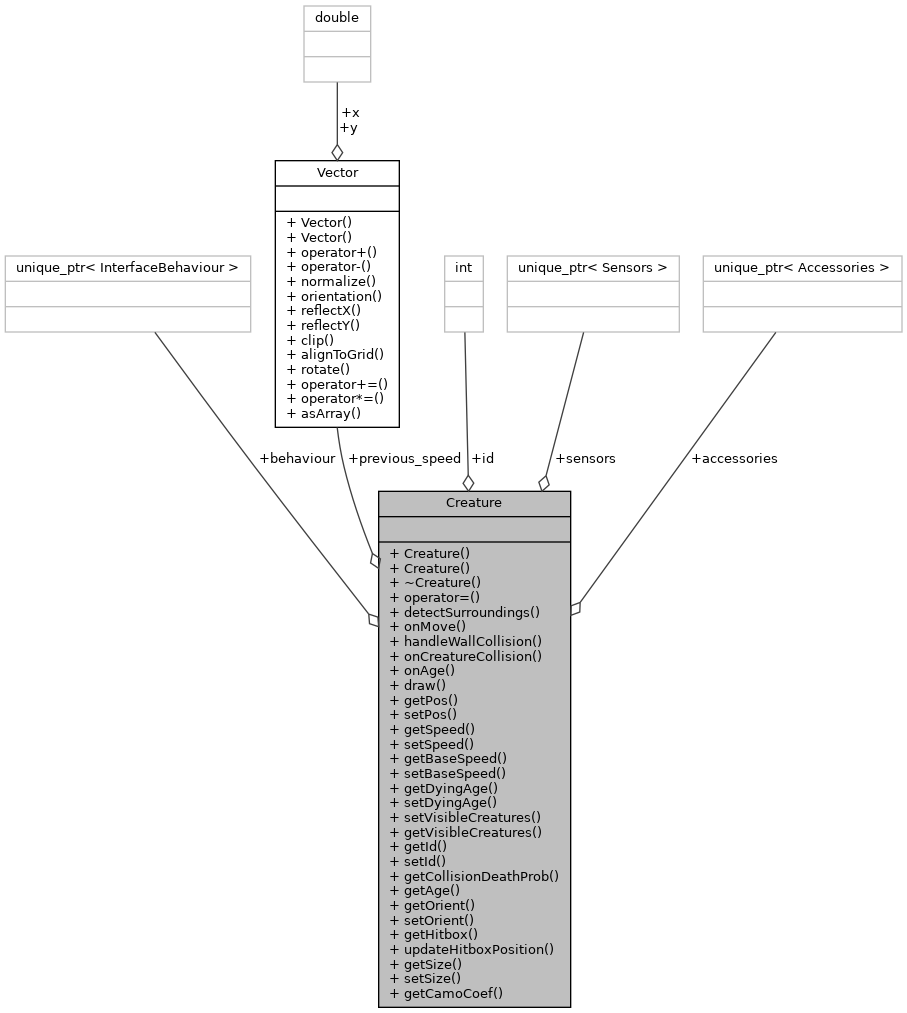 double
+x
+y
Vector
+ Vector()
+ Vector()
+ operator+()
+ operator-()
+ normalize()
+ orientation()
+ reflectX()
+ reflectY()
+ clip()
+ alignToGrid()
+ rotate()
+ operator+=()
+ operator*=()
+ asArray()
unique_ptr< InterfaceBehaviour >
int
unique_ptr< Sensors >
unique_ptr< Accessories >
+behaviour
+previous_speed
+id
+sensors
+accessories
Creature
+ Creature()
+ Creature()
+ ~Creature()
+ operator=()
+ detectSurroundings()
+ onMove()
+ handleWallCollision()
+ onCreatureCollision()
+ onAge()
+ draw()
+ getPos()
+ setPos()
+ getSpeed()
+ setSpeed()
+ getBaseSpeed()
+ setBaseSpeed()
+ getDyingAge()
+ setDyingAge()
+ setVisibleCreatures()
+ getVisibleCreatures()
+ getId()
+ setId()
+ getCollisionDeathProb()
+ getAge()
+ getOrient()
+ setOrient()
+ getHitbox()
+ updateHitboxPosition()
+ getSize()
+ setSize()
+ getCamoCoef()